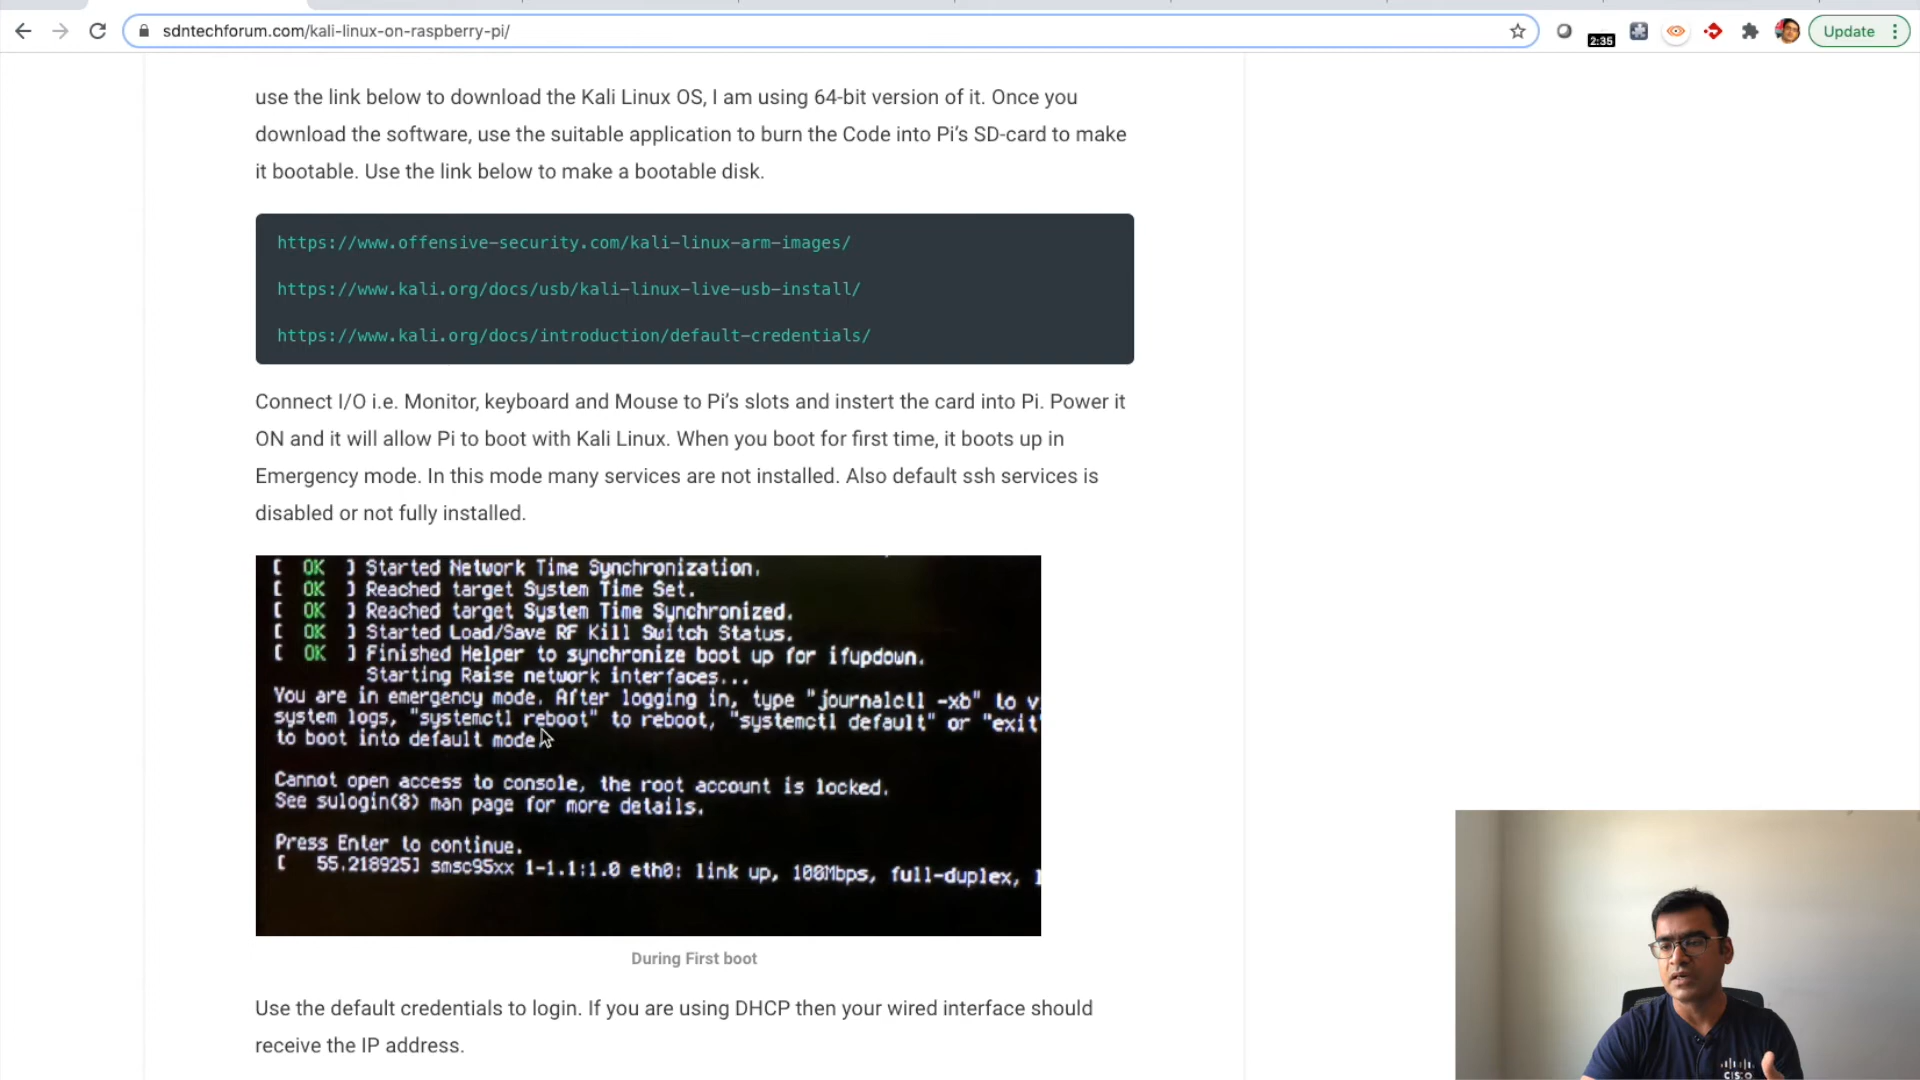 sdntechforum.com/kali-linux-on-raspberry-pi/
2:35
Update
use the link below to download the Kali Linux OS, I am using 64-bit version of it. Once you
download the software, use the suitable application to burn the Code into Pi’s SD-card to make
it bootable. Use the link below to make a bootable disk.
https://www.offensive-security.com/kali-linux-arm-images/
https://www.kali.org/docs/usb/kali-linux-live-usb-install/
https://www.kali.org/docs/introduction/default-credentials/
Connect I/O i.e. Monitor, keyboard and Mouse to Pi’s slots and instert the card into Pi. Power it
ON and it will allow Pi to boot with Kali Linux. When you boot for first time, it boots up in
Emergency mode. In this mode many services are not installed. Also default ssh services is
disabled or not fully installed.
[ OK ] Started Network Time Synchronization.
[ OK ] Reached target System Time Set.
[ OK ] Reached target System Time Synchronized.
[ OK ] Started Load/Save RF Kill Switch Status.
[ OK ] Finished Helper to synchronize boot up for ifupdown.
Starting Raise network interfaces...
You are in emergency mode. After logging in, type "journalctl -xb" to v
system logs, "systemctl reboot" to reboot, "systemctl default" or "exit"
to boot into default mode.
Cannot open access to console, the root account is locked.
See sulogin(8) man page for more details.
Press Enter to continue.
[ 55.218925] smsc95xx 1-1.1:1.0 eth0: link up, 100Mbps, full-duplex,
During First boot
Use the default credentials to login. If you are using DHCP then your wired interface should
receive the IP address.
CISCO